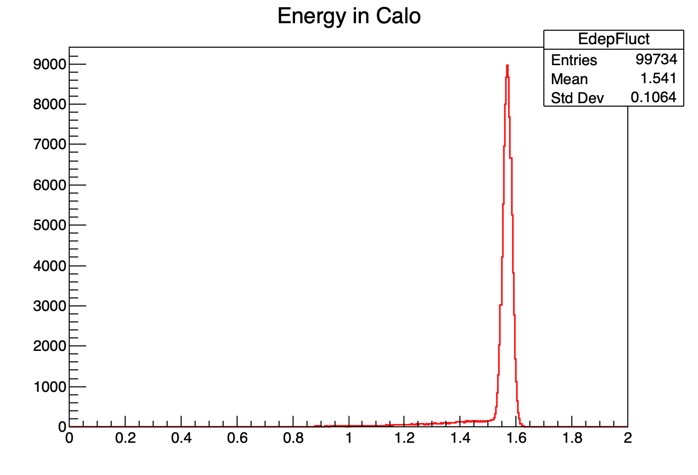 Energy in Calo
EdepFluct
Entries 99734
Mean 1.541
Std Dev 0.1064
9000
8000
7000
6000
5000
4000
3000
2000
1000
0
0 0.2 0.4 0.6 0.8 1 1.2 1.4 1.6 1.8 2